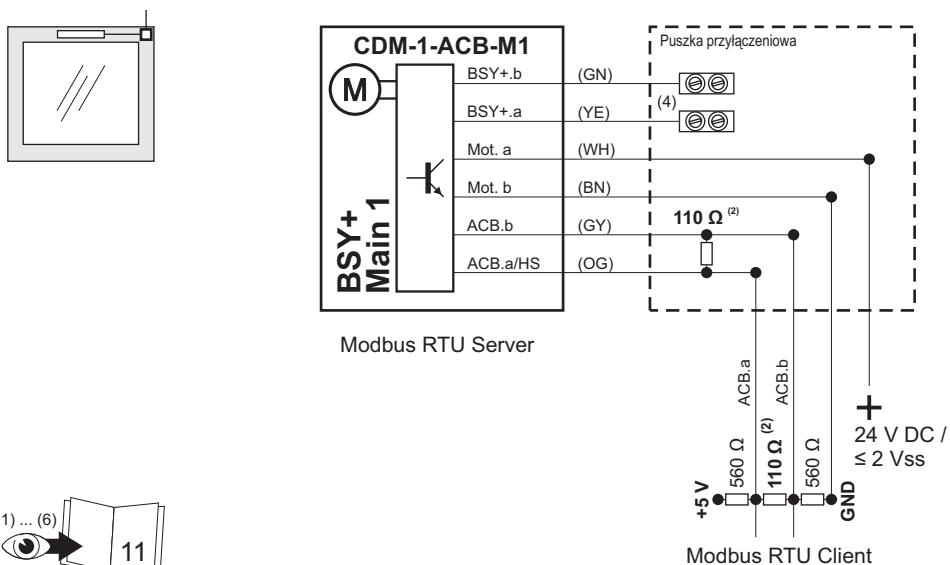 CDM-1-ACB-M1
M
BSY+
Main 1
BSY+.b (GN)
BSY+.a (YE)
Mot. a (WH)
Mot. b (BN)
ACB.b (GY)
ACB.a/HS (OG)
Puszka przyłączeniowa
(4)
110 Ω (2)
Modbus RTU Server
ACB.a
ACB.b
+
24 V DC /
≤ 2 Vss
+5 V
560 Ω
110 Ω (2)
560 Ω
GND
Modbus RTU Client
1) ... (6)
11